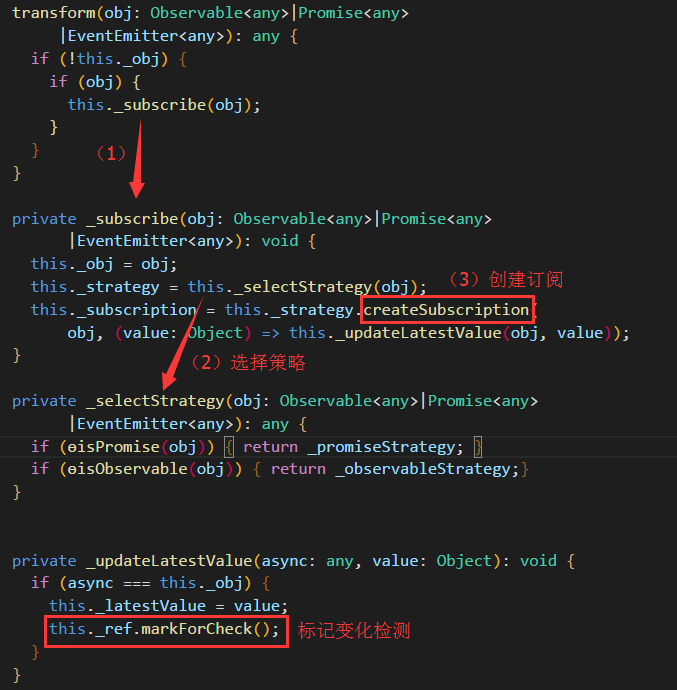 transform(obj: Observable<any>|Promise<any>
|EventEmitter<any>): any {
if (!this._obj) {
if (obj) {
this._subscribe(obj);
}
(1)
}
}
private _subscribe(obj: Observable<any>|Promise<any>
|EventEmitter<any>): void {
this._obj = obj;
this._strategy = this._selectStrategy(obj); (3)创建订阅
this._subscription = this._strategy.createSubscription(
obj, (value: Object) => this._updateLatestValue(obj, value));
}
(2)选择策略
private _selectStrategy(obj: Observable<any>|Promise<any>
|EventEmitter<any>): any {
if (ɵisPromise(obj)) { return _promiseStrategy; }
if (ɵisObservable(obj)) { return _observableStrategy;}
}
private _updateLatestValue(async: any, value: Object): void {
if (async === this._obj) {
this._latestValue = value;
this._ref.markForCheck(); 标记变化检测
}
}